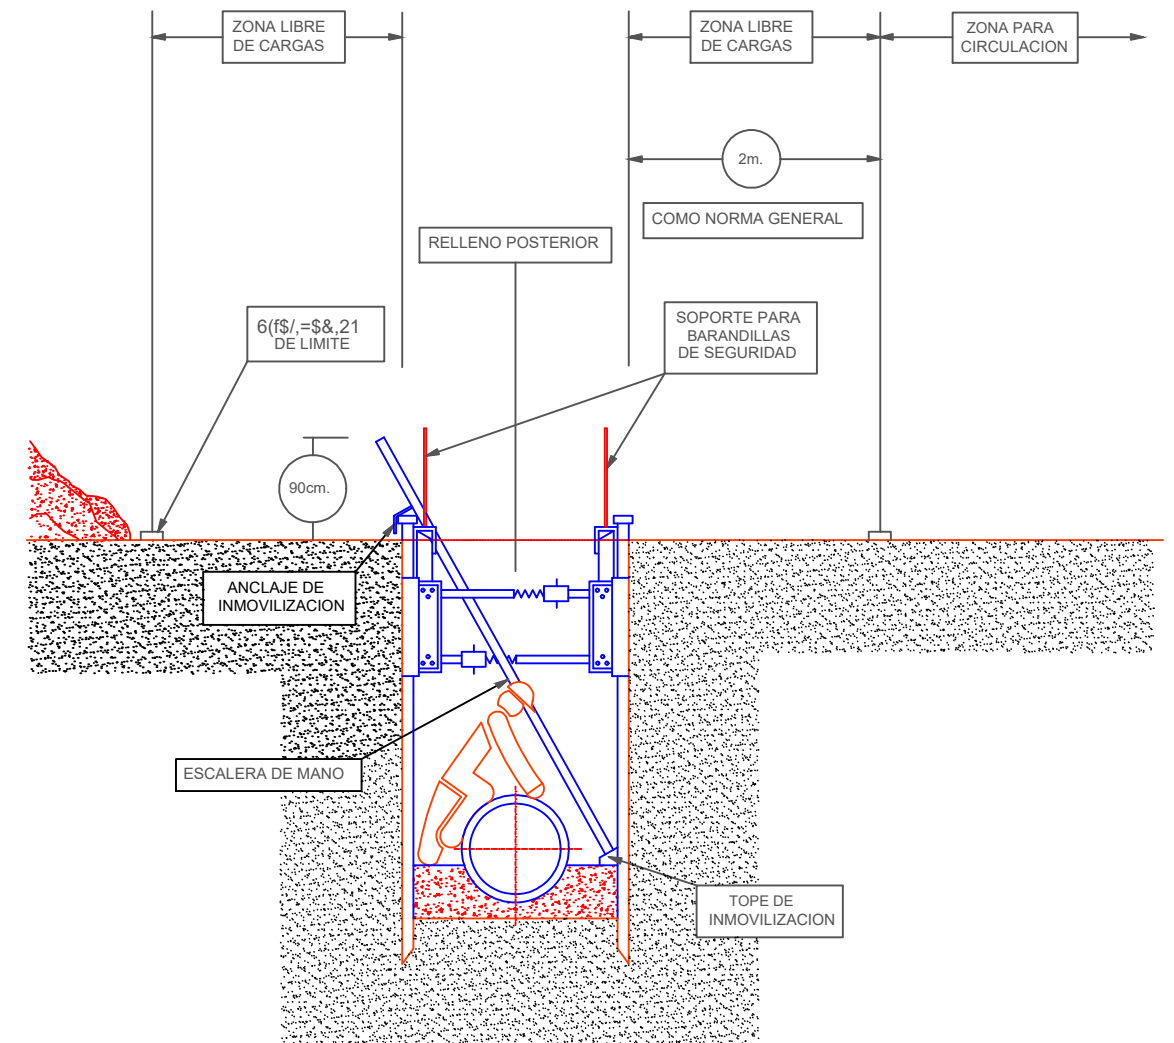 ZONA LIBRE
DE CARGAS
ZONA LIBRE
DE CARGAS
ZONA PARA
CIRCULACION
2m.
COMO NORMA GENERAL
RELLENO POSTERIOR
6(f$/,=$&,21
DE LIMITE
SOPORTE PARA
BARANDILLAS
DE SEGURIDAD
90cm.
ANCLAJE DE
INMOVILIZACION
ESCALERA DE MANO
TOPE DE
INMOVILIZACION